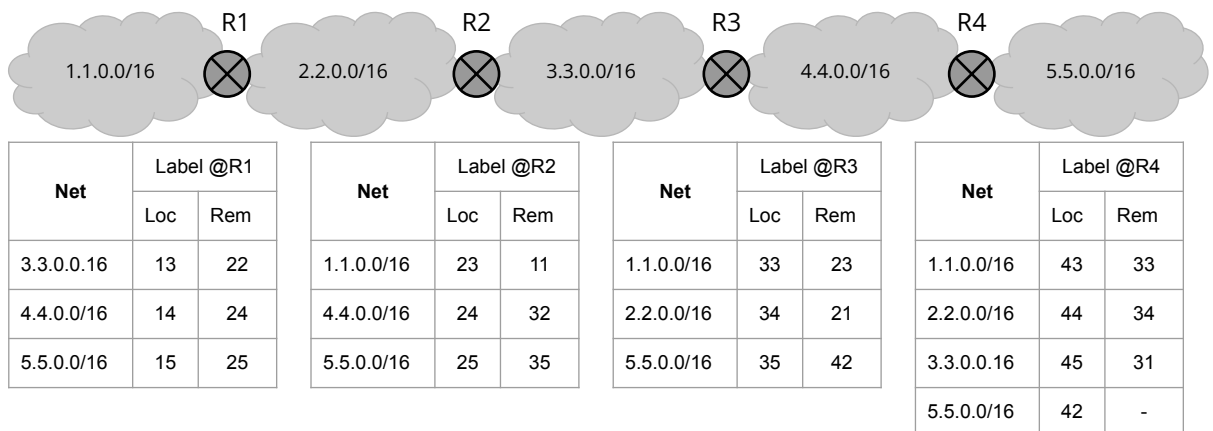 R1 R2 R3 R4
1.1.0.0/16 2.2.0.0/16 3.3.0.0/16 4.4.0.0/16 5.5.0.0/16
Net Label @R1
Loc Rem
3.3.0.0.16 13 22
4.4.0.0/16 14 24
5.5.0.0/16 15 25
Net Label @R2
Loc Rem
1.1.0.0/16 23 11
4.4.0.0/16 24 32
5.5.0.0/16 25 35
Net Label @R3
Loc Rem
1.1.0.0/16 33 23
2.2.0.0/16 34 21
5.5.0.0/16 35 42
Net Label @R4
Loc Rem
1.1.0.0/16 43 33
2.2.0.0/16 44 34
3.3.0.0.16 45 31
5.5.0.0/16 42 -